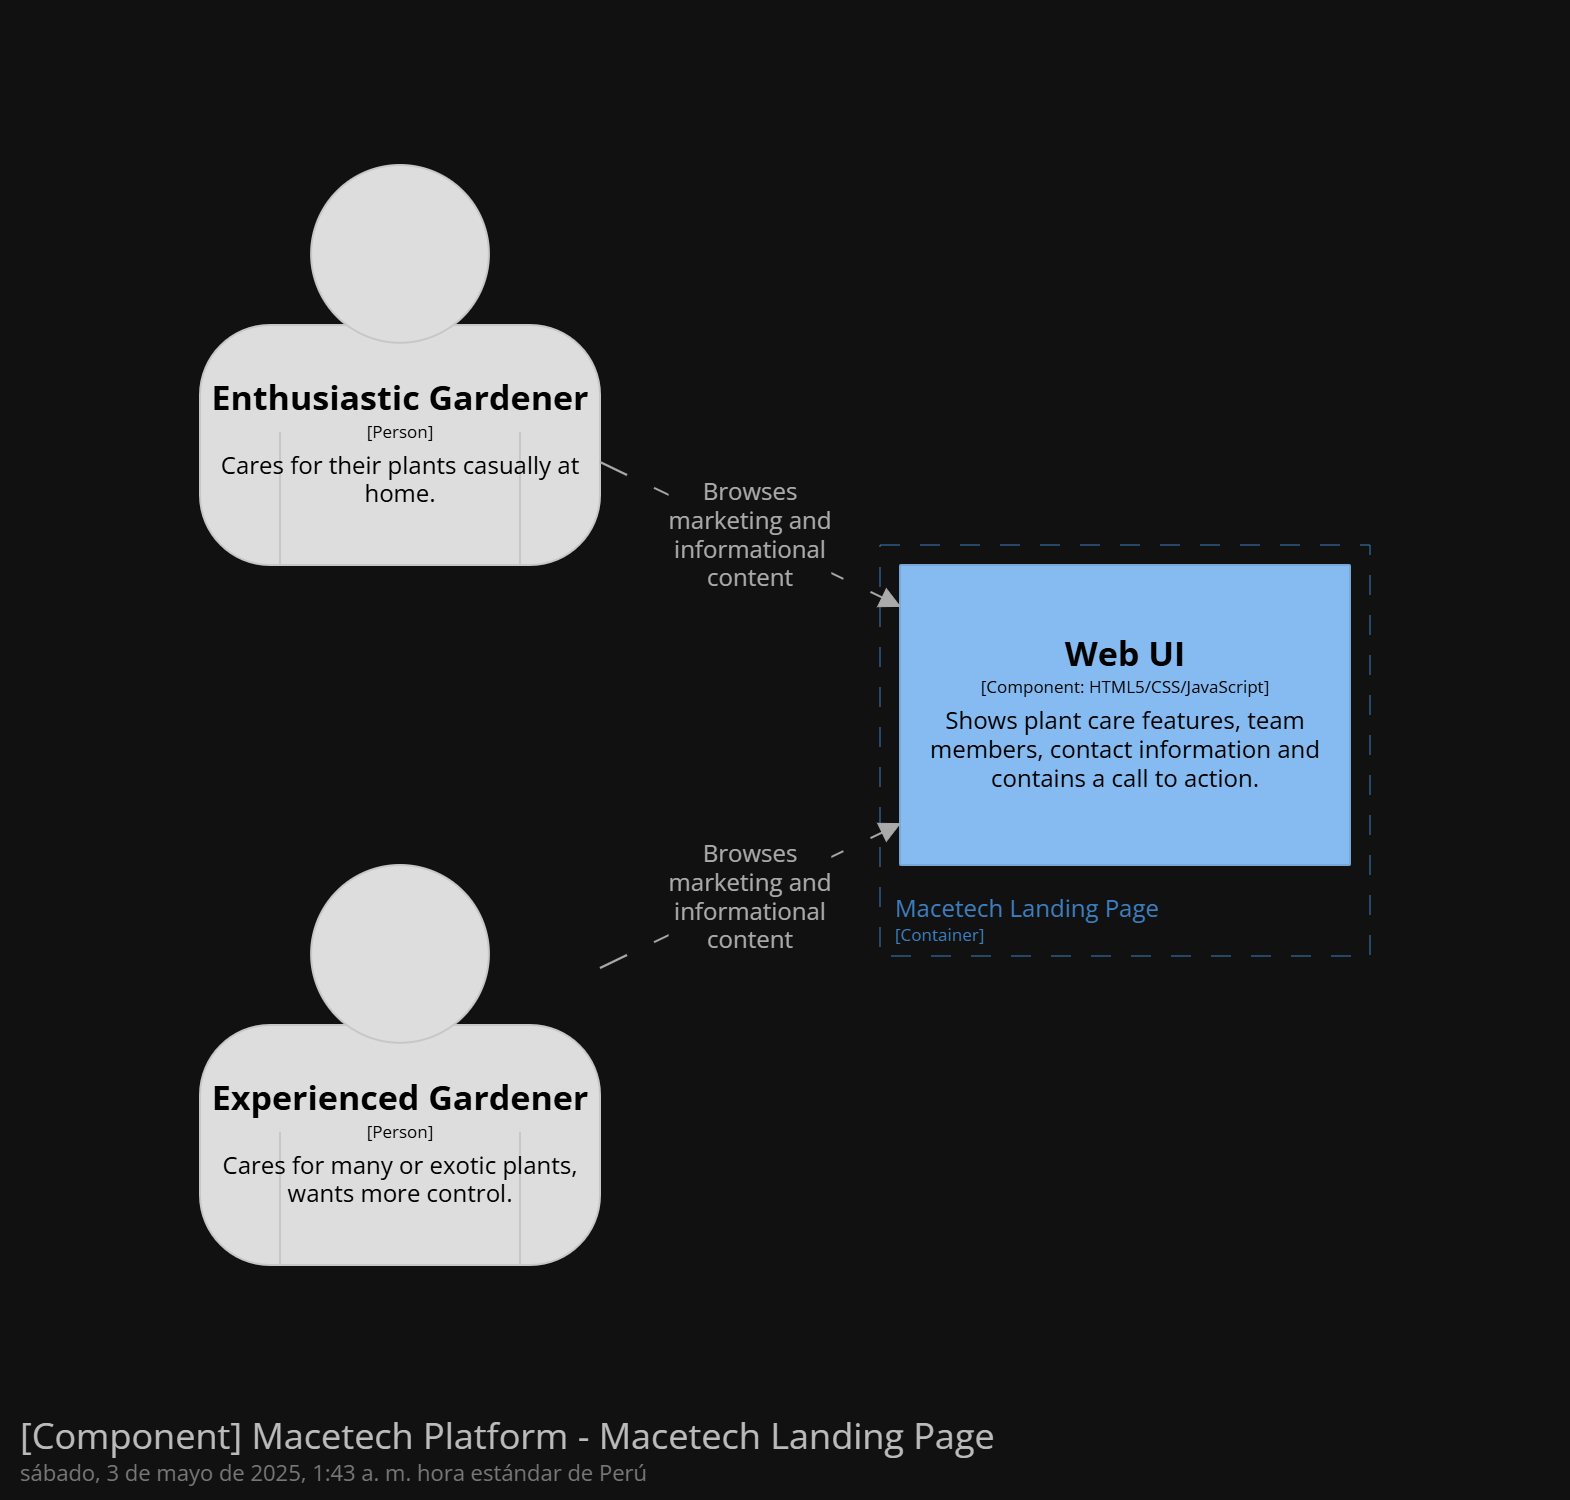 Enthusiastic Gardener
[Person]
Cares for their plants casually at
home.
Browses
marketing and
informational
content
Web UI
[Component: HTML5/CSS/JavaScript]
Shows plant care features, team
members, contact information and
contains a call to action.
Macetech Landing Page
[Container]
Browses
marketing and
informational
content
Experienced Gardener
[Person]
Cares for many or exotic plants,
wants more control.
[Component] Macetech Platform - Macetech Landing Page
sábado, 3 de mayo de 2025, 1:43 a. m. hora estándar de Perú